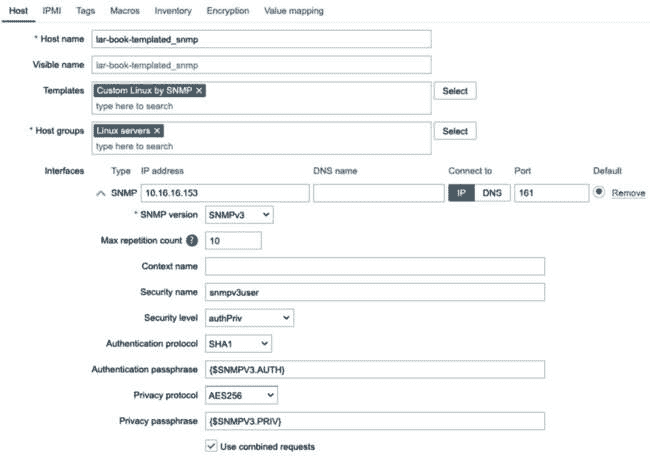 Host IPMI Tags Macros Inventory Encryption Value mapping
* Host name lar-book-templated_snmp
Visible name lar-book-templated_snmp
Templates Custom Linux by SNMP × Select
type here to search
* Host groups Linux servers × Select
type here to search
Interfaces Type IP address DNS name Connect to Port Default
SNMP 10.16.16.153 IP DNS 161 Remove
* SNMP version SNMPv3
Max repetition count ? 10
Context name
Security name snmpv3user
Security level authPriv
Authentication protocol SHA1
Authentication passphrase {$SNMPV3.AUTH}
Privacy protocol AES256
Privacy passphrase {$SNMPV3.PRIV}
Use combined requests